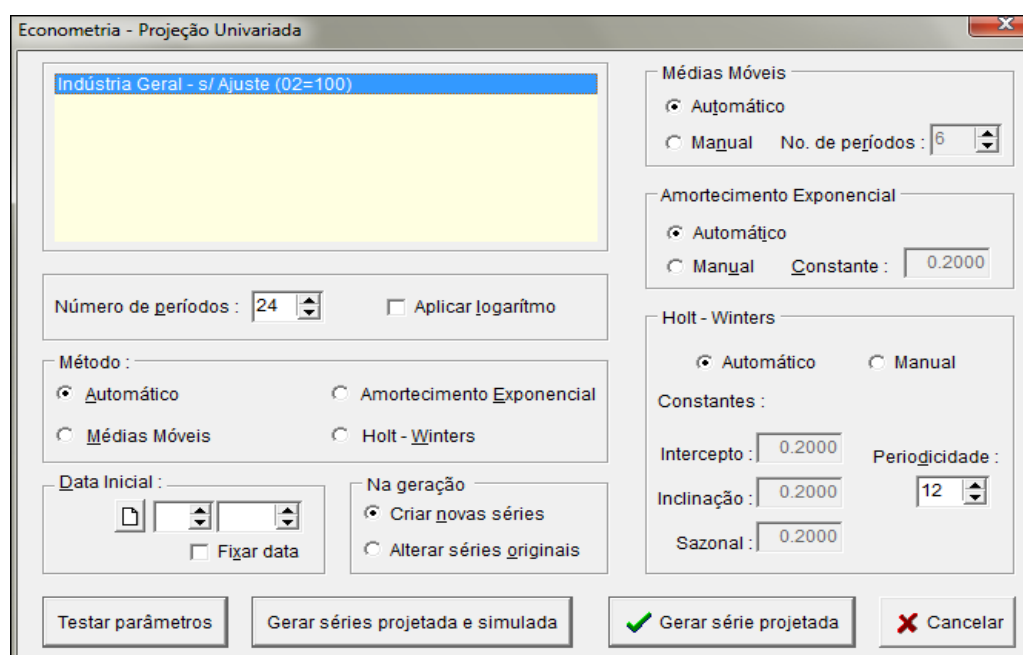 Econometria - Projeção Univariada
Indústria Geral - s/ Ajuste (02=100)
Número de períodos : 24
Aplicar logarítmo
Método :
Automático
Amortecimento Exponencial
Médias Móveis
Holt - Winters
Data Inicial :
Fixar data
Na geração
Criar novas séries
Alterar séries originais
Médias Móveis
Automático
Manual No. de períodos : 6
Amortecimento Exponencial
Automático
Manual Constante : 0.2000
Holt - Winters
Automático Manual
Constantes :
Intercepto : 0.2000
Periodicidade :
Inclinação : 0.2000
12
Sazonal : 0.2000
Testar parâmetros
Gerar séries projetada e simulada
Gerar série projetada
Cancelar